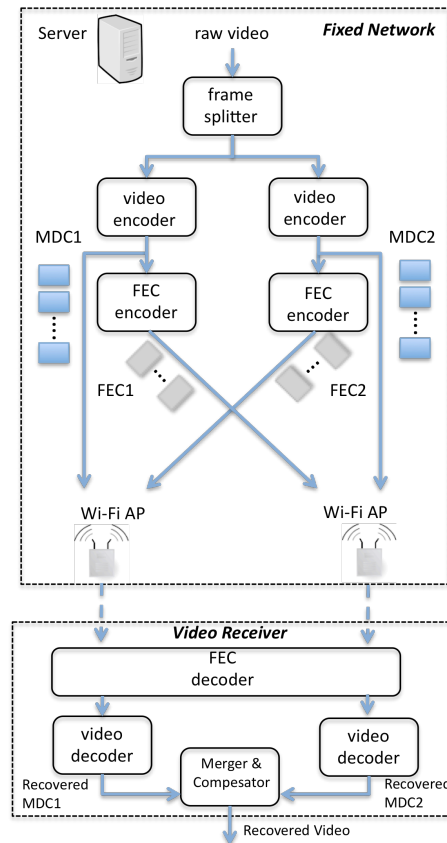 Server
raw video
Fixed Network
frame
splitter
video
encoder
video
encoder
MDC1
MDC2
FEC
encoder
FEC
encoder
FEC1
FEC2
Wi-Fi AP
Wi-Fi AP
Video Receiver
FEC
decoder
video
decoder
video
decoder
Merger &
Compesator
Recovered
MDC1
Recovered
MDC2
Recovered Video